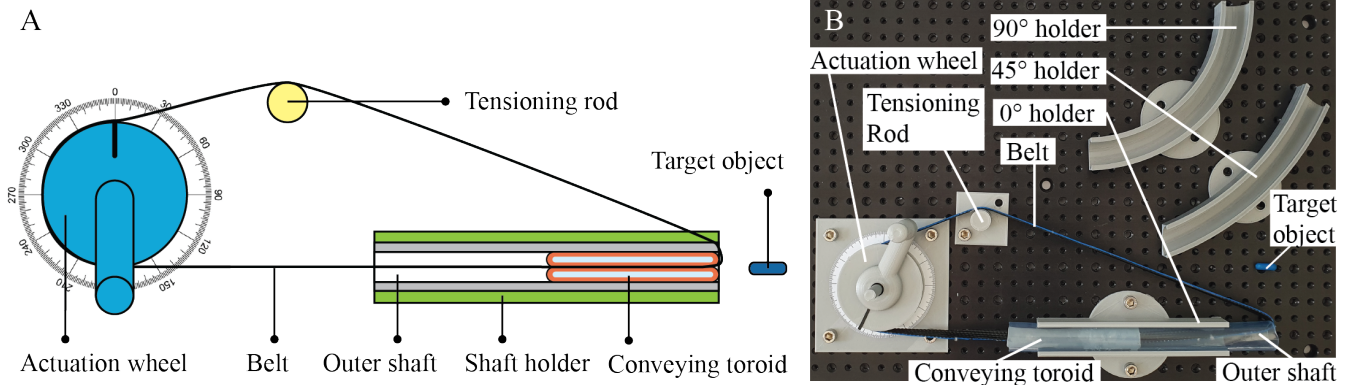 A
0
30
60
90
120
150
210
240
270
300
330
Tensioning rod
Target object
Actuation wheel
Belt
Outer shaft
Shaft holder
Conveying toroid
B
90° holder
Actuation wheel
45° holder
Tensioning
Rod
0° holder
Belt
Target
object
Conveying toroid
Outer shaft